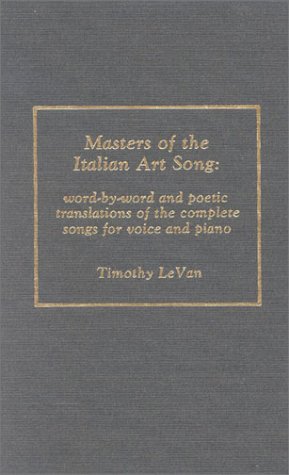 Masters of the
Italian Art Song:
word-by-word and poetic
translations of the complete
songs for voice and piano
Timothy LeVan